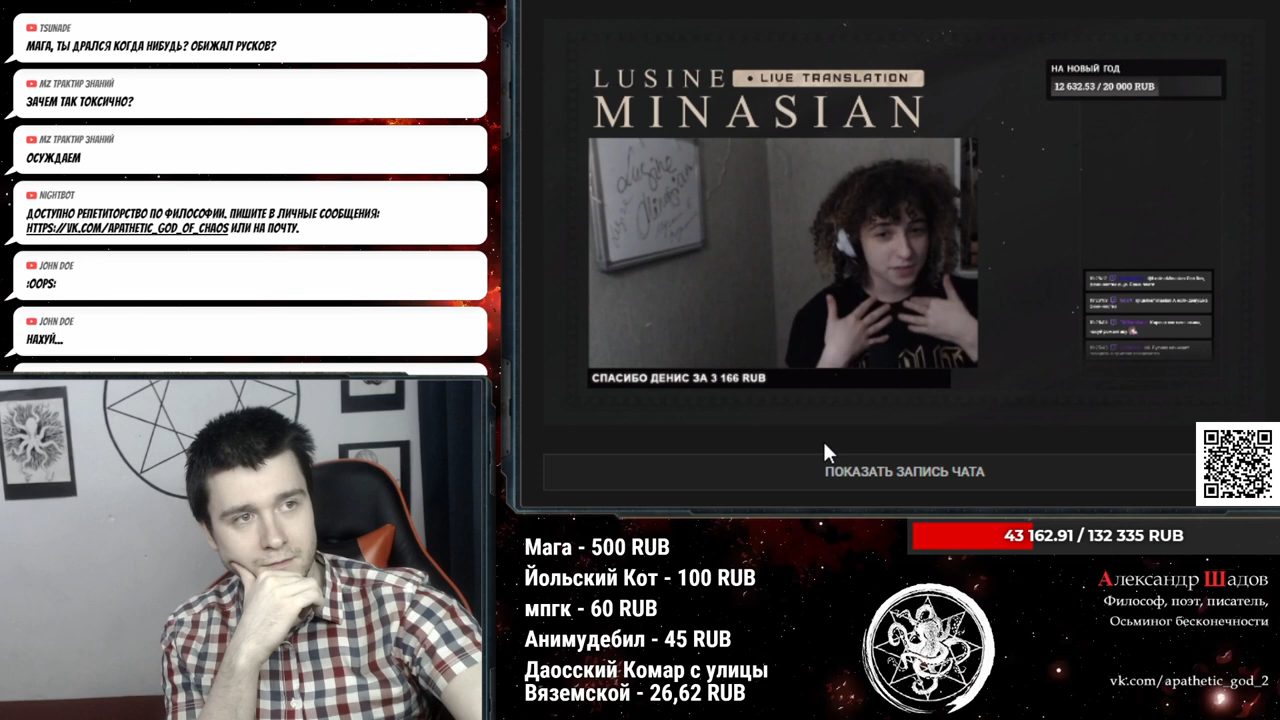 TSUNADE
МАГА, ТЫ ДРАЛСЯ КОГДА НИБУДЬ? ОБИЖАЛ РУСКОВ?
MZ ТРАКТИР ЗНАНИЙ
ЗАЧЕМ ТАК ТОКСИЧНО?
MZ ТРАКТИР ЗНАНИЙ
ОСУЖДАЕМ
NIGHTBOT
ДОСТУПНО РЕПЕТИТОРСТВО ПО ФИЛОСОФИИ. ПИШИТЕ В ЛИЧНЫЕ СООБЩЕНИЯ:
HTTPS://VK.COM/APATHETIC_GOD_OF_CHAOS ИЛИ НА ПОЧТУ.
JOHN DOE
:OOPS:
JOHN DOE
НАХУЙ...
LUSINE • LIVE TRANSLATION
MINASIAN
НА НОВЫЙ ГОД
12 632.53 / 20 000 RUB
Lusine
Minasian
СПАСИБО ДЕНИС ЗА 3 166 RUB
ПОКАЗАТЬ ЗАПИСЬ ЧАТА
43 162.91 / 132 335 RUB
Мага - 500 RUB
Йольский Кот - 100 RUB
мпгк - 60 RUB
Анимудебил - 45 RUB
Даосский Комар с улицы
Вяземской - 26,62 RUB
Александр Шадов
Философ, поэт, писатель,
Осьминог бесконечности
vk.com/apathetic_god_2